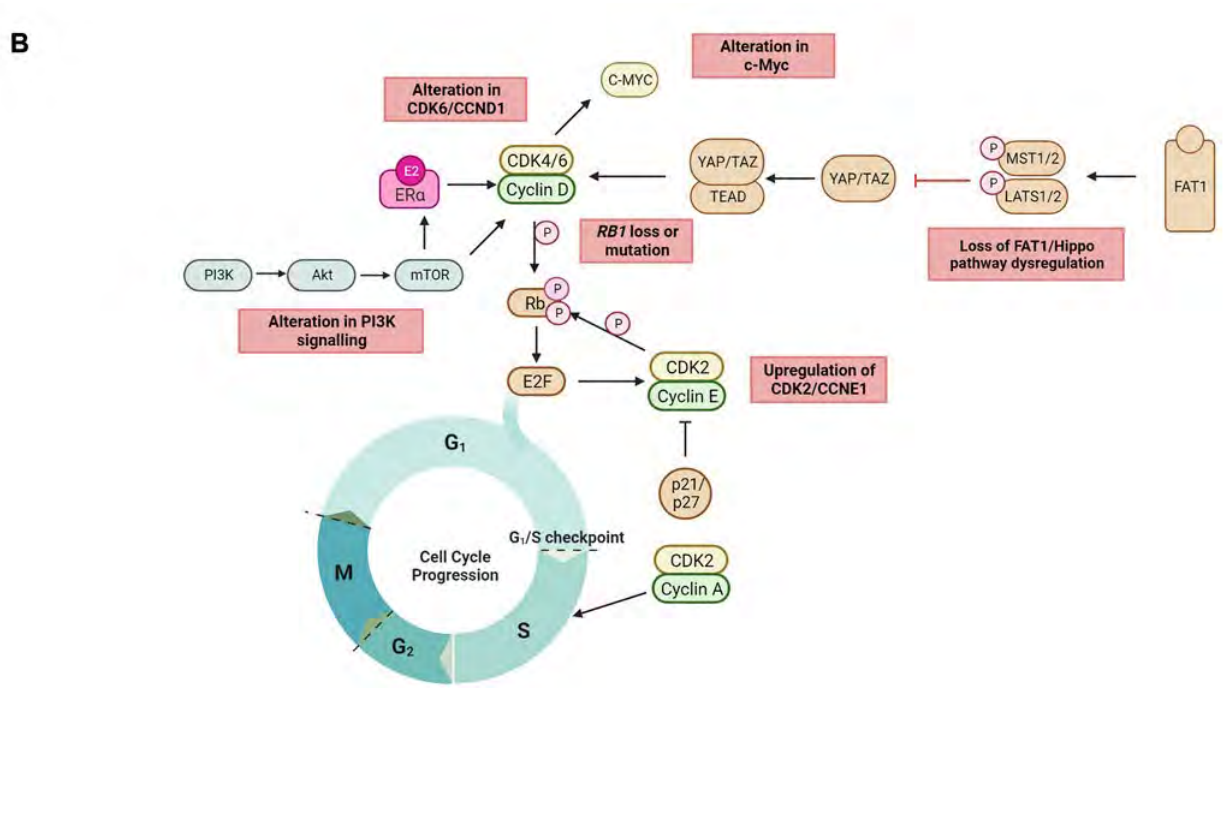 B
Alteration in
c-Myc
C-MYC
Alteration in
CDK6/CCND1
CDK4/6
Cyclin D
E2
ERα
YAP/TAZ
TEAD
YAP/TAZ
P
MST1/2
P
LATS1/2
FAT1
P
RB1 loss or
mutation
Loss of FAT1/Hippo
pathway dysregulation
PI3K
Akt
mTOR
Alteration in PI3K
signalling
Rb
P
P
P
E2F
CDK2
Cyclin E
Upregulation of
CDK2/CCNE1
G₁
p21/
p27
G₁/S checkpoint
Cell Cycle
Progression
CDK2
Cyclin A
M
S
G₂